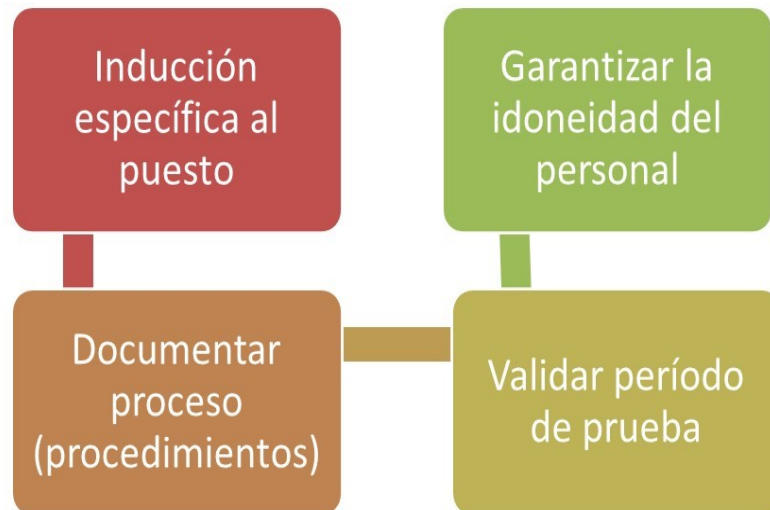 Inducción
específica al
puesto
Documentar
proceso
(procedimientos)
Validar período
de prueba
Garantizar la
idoneidad del
personal